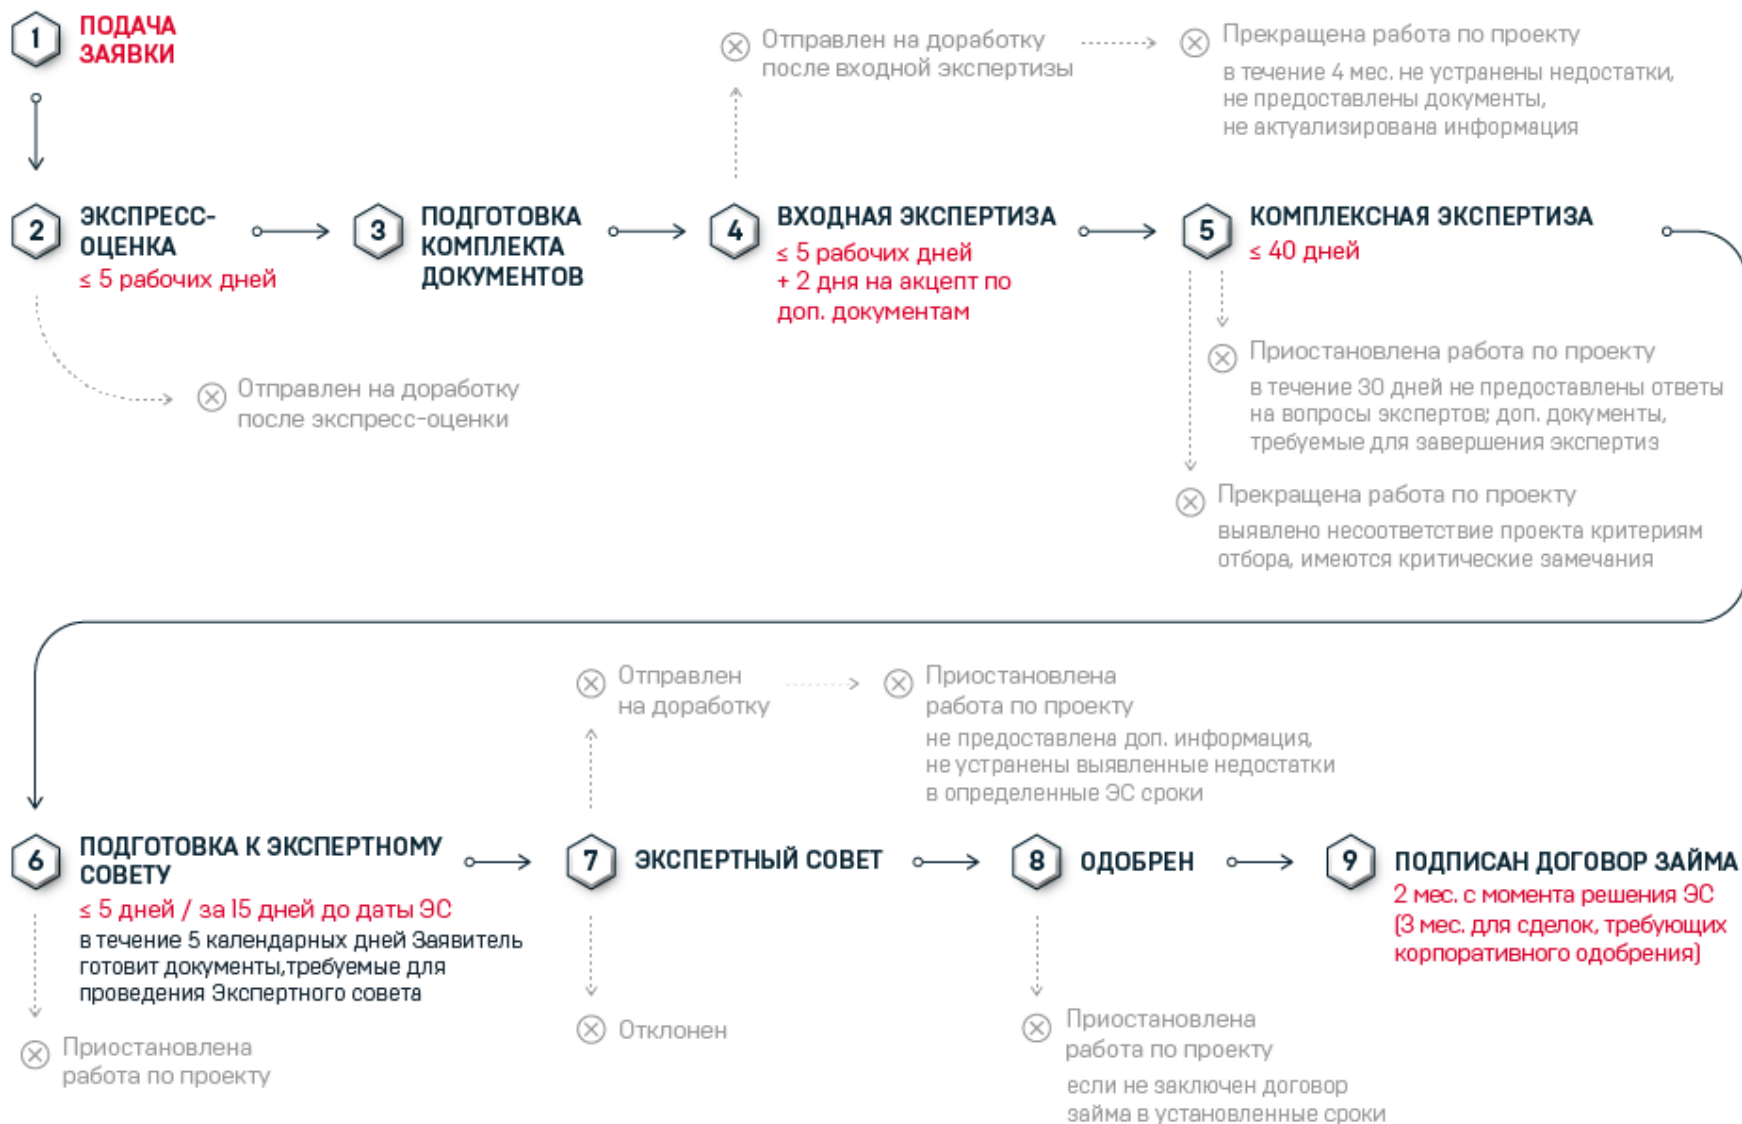 1
ПОДАЧА
ЗАЯВКИ
Отправлен на доработку
после входной экспертизы
Прекращена работа по проекту
в течение 4 мес. не устранены недостатки,
не предоставлены документы,
не актуализирована информация
2
ЭКСПРЕСС-
ОЦЕНКА
≤ 5 рабочих дней
3
ПОДГОТОВКА
КОМПЛЕКТА
ДОКУМЕНТОВ
4
ВХОДНАЯ ЭКСПЕРТИЗА
≤ 5 рабочих дней
+ 2 дня на акцепт по
доп. документам
5
КОМПЛЕКСНАЯ ЭКСПЕРТИЗА
≤ 40 дней
Отправлен на доработку
после экспресс-оценки
Приостановлена работа по проекту
в течение 30 дней не предоставлены ответы
на вопросы экспертов; доп. документы,
требуемые для завершения экспертиз
Прекращена работа по проекту
выявлено несоответствие проекта критериям
отбора, имеются критические замечания
Отправлен
на доработку
Приостановлена
работа по проекту
не предоставлена доп. информация,
не устранены выявленные недостатки
в определенные ЭС сроки
6
ПОДГОТОВКА К ЭКСПЕРТНОМУ
СОВЕТУ
≤ 5 дней / за 15 дней до даты ЭС
в течение 5 календарных дней Заявитель
готовит документы,требуемые для
проведения Экспертного совета
7
ЭКСПЕРТНЫЙ СОВЕТ
8
ОДОБРЕН
9
ПОДПИСАН ДОГОВОР ЗАЙМА
2 мес. с момента решения ЭС
(3 мес. для сделок, требующих
корпоративного одобрения)
Приостановлена
работа по проекту
Отклонен
Приостановлена
работа по проекту
если не заключен договор
займа в установленные сроки